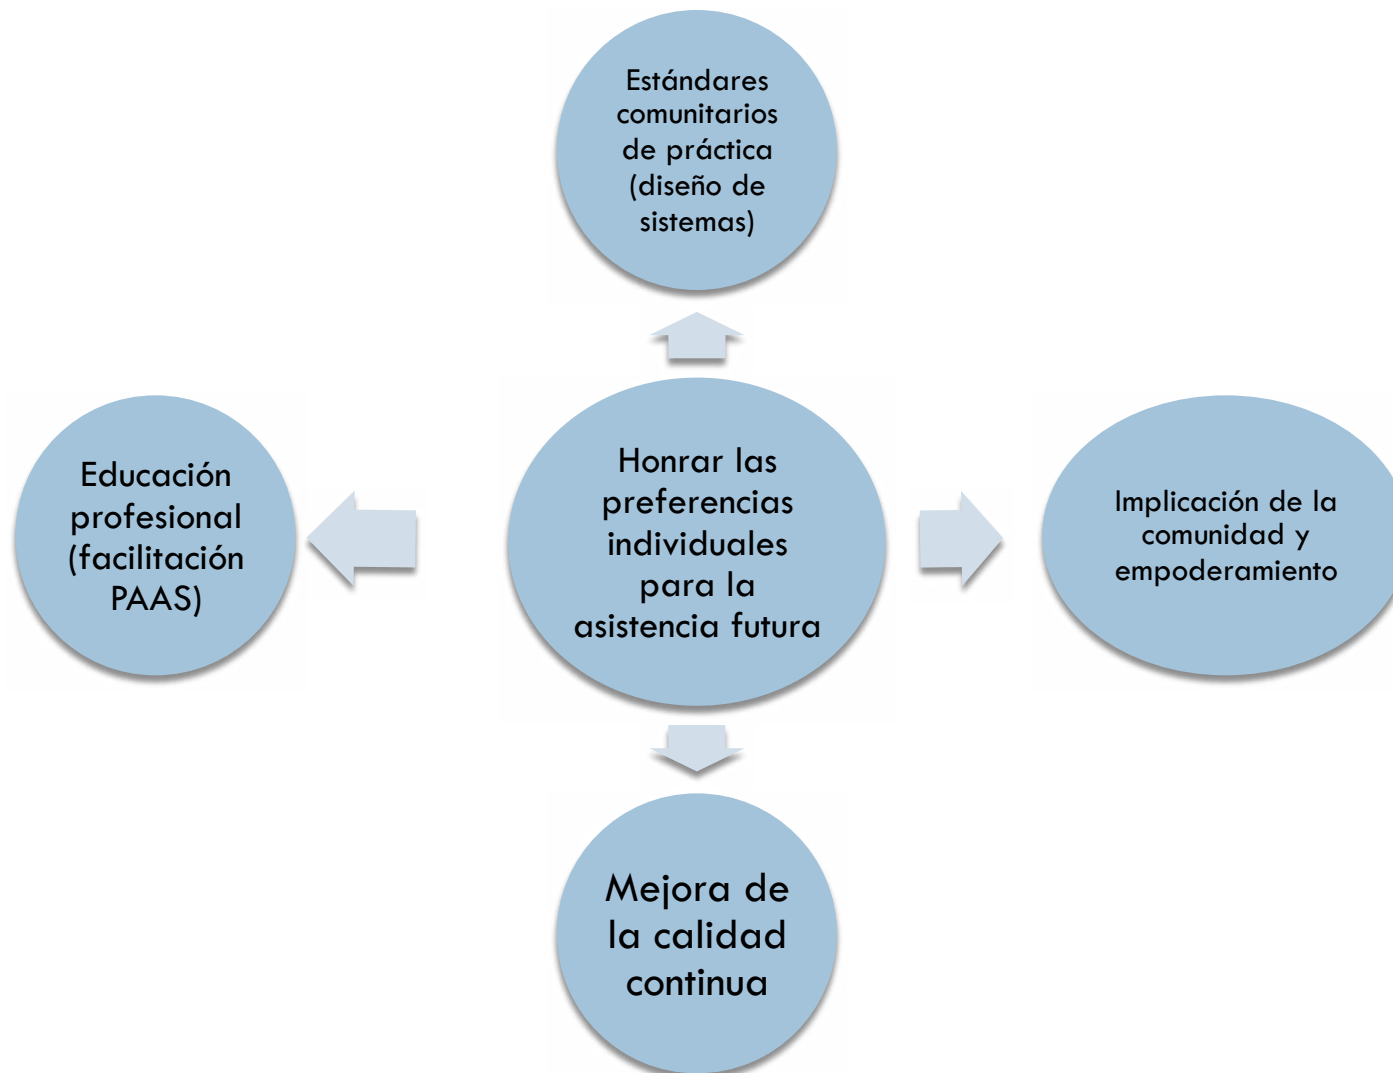 Estándares
comunitarios
de práctica
(diseño de
sistemas)
Educación
profesional
(facilitación
PAAS)
Honrar las
preferencias
individuales
para la
asistencia futura
Implicación de la
comunidad y
empoderamiento
Mejora de
la calidad
continua